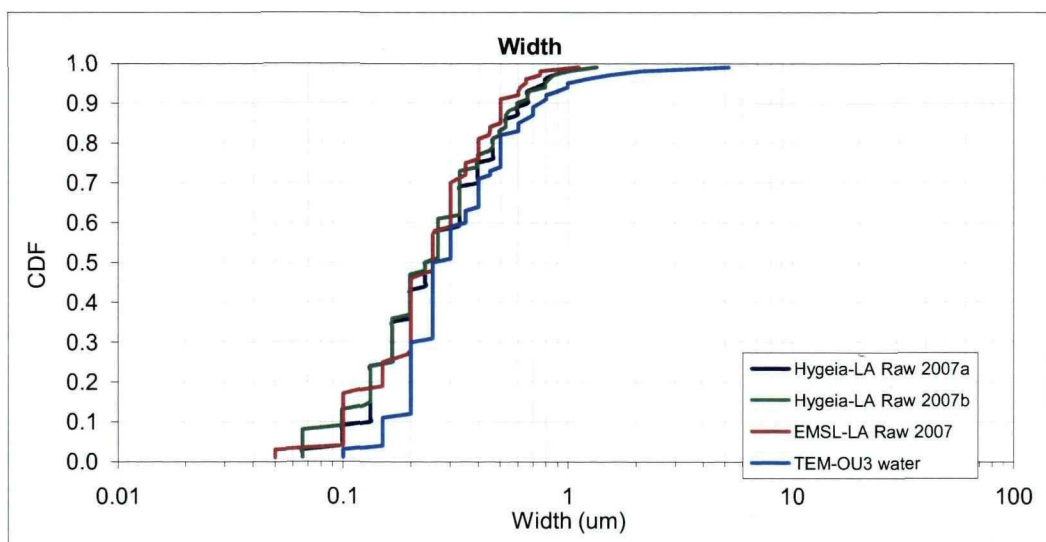 Width
1.0
0.9
0.8
0.7
0.6
0.5
0.4
0.3
0.2
0.1
0.0
CDF
0.01 0.1 1 10 100
Width (um)
Hygeia-LA Raw 2007a
Hygeia-LA Raw 2007b
EMSL-LA Raw 2007
TEM-OU3 water